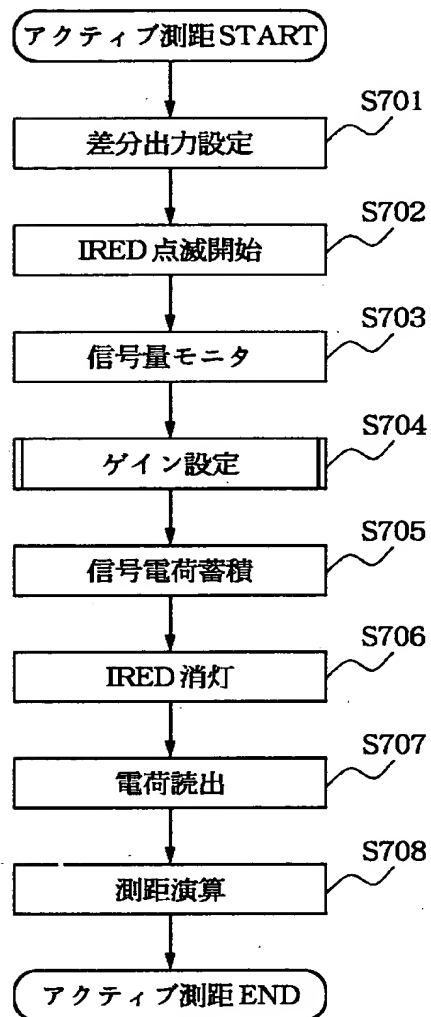 アクティブ測距START
S701
差分出力設定
S702
IRED点滅開始
S703
信号量モニタ
S704
ゲイン設定
S705
信号電荷蓄積
S706
IRED消灯
S707
電荷読出
S708
測距演算
アクティブ測距END